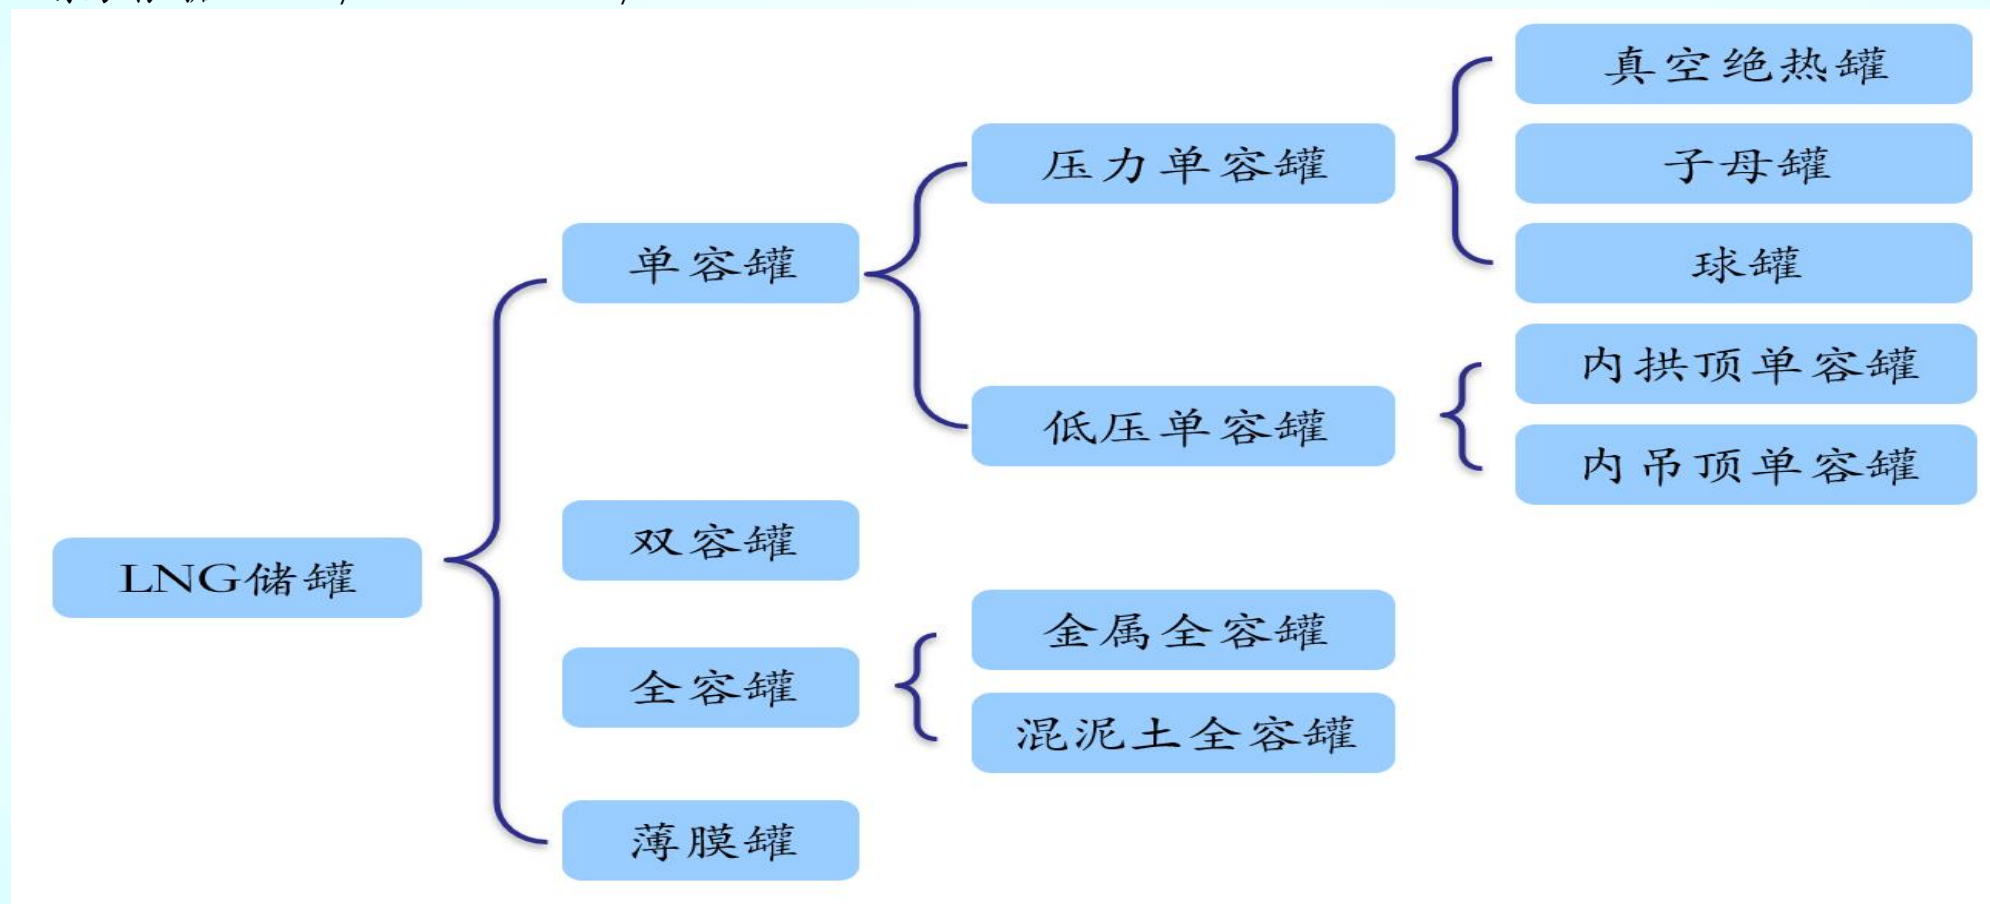 LNG储罐
单容罐
压力单容罐
真空绝热罐
子母罐
球罐
低压单容罐
内拱顶单容罐
内吊顶单容罐
双容罐
全容罐
金属全容罐
混泥土全容罐
薄膜罐